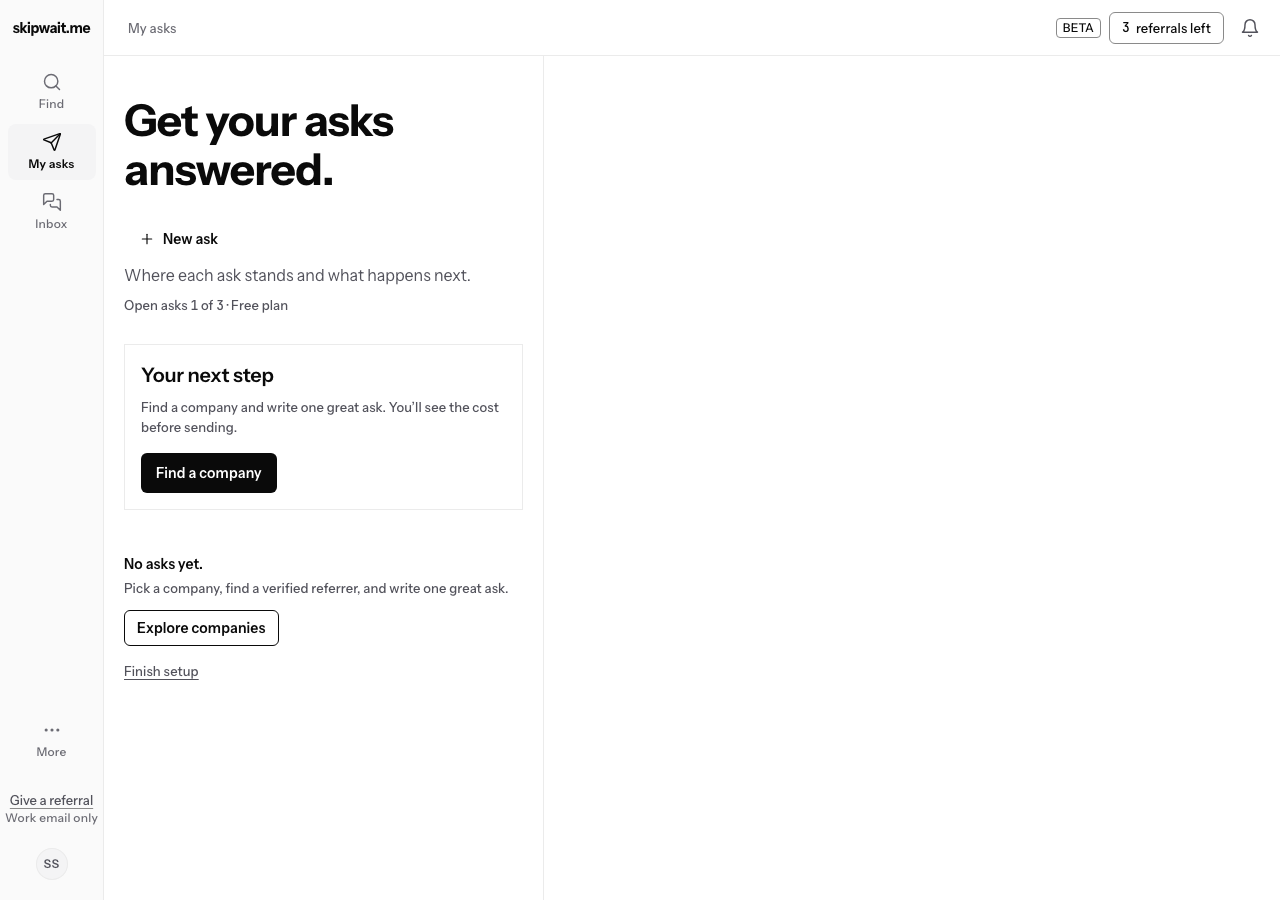 skipwait.me
My asks
BETA
3 referrals left
Find
My asks
Inbox
Get your asks
answered.
New ask
Where each ask stands and what happens next.
Open asks 1 of 3 · Free plan
Your next step
Find a company and write one great ask. You'll see the cost
before sending.
Find a company
No asks yet.
Pick a company, find a verified referrer, and write one great ask.
Explore companies
Finish setup
More
Give a referral
Work email only
SS